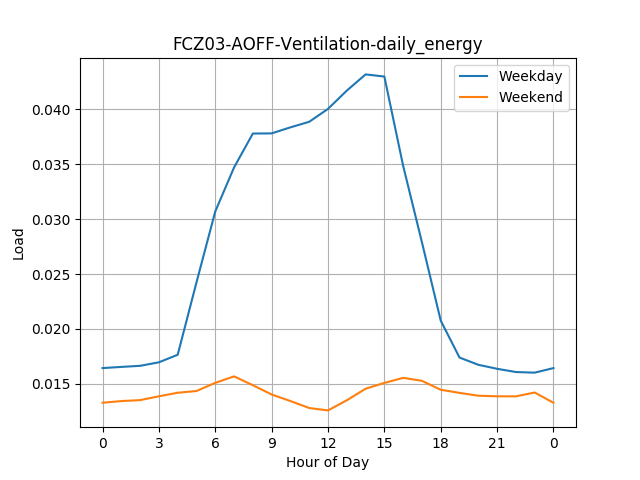 FCZ03-AOFF-Ventilation-daily_energy
Weekday
Weekend
0.040
0.035
0.030
0.025
0.020
0.015
Load
0 3 6 9 12 15 18 21 0
Hour of Day